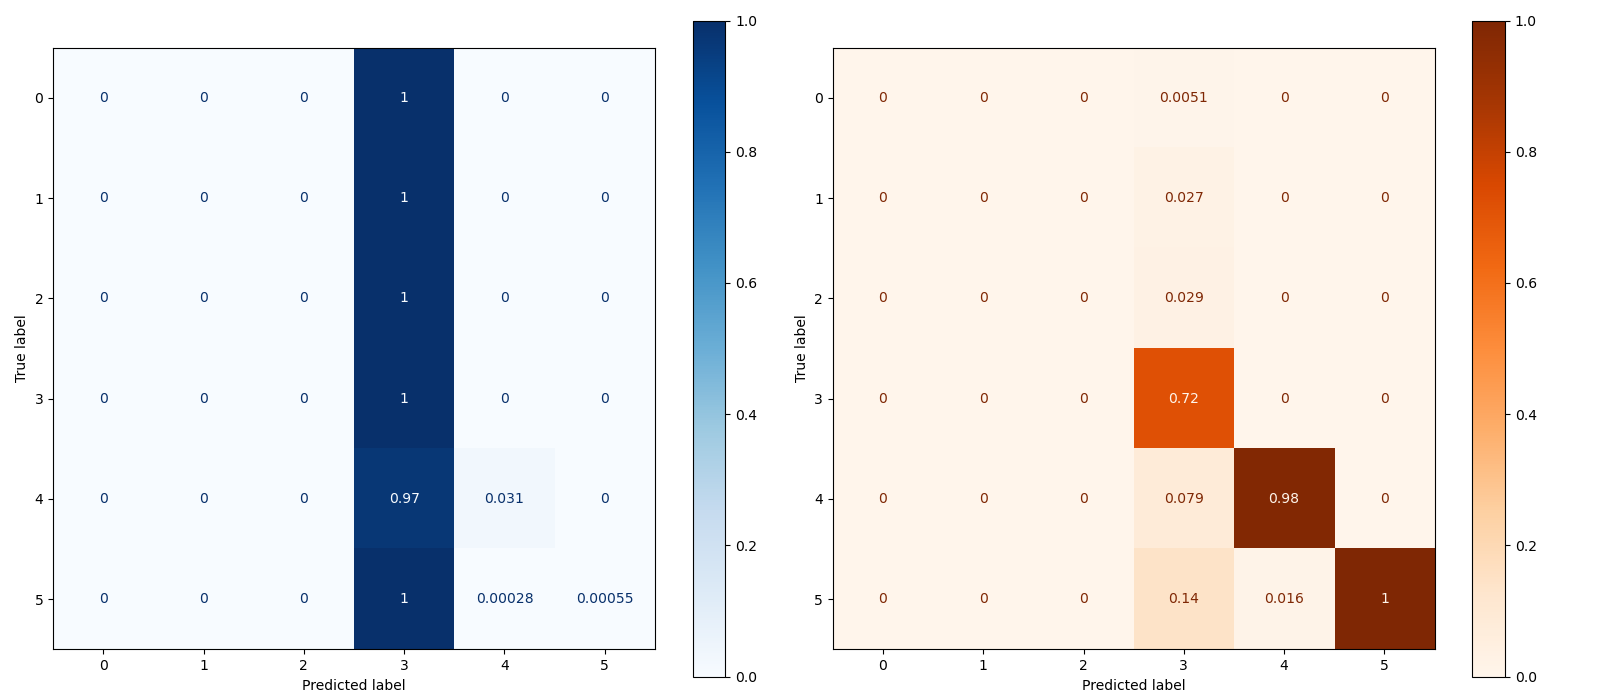 1.0
1.0
0 0 0 0 1 0 0
0 0 0 0 0.0051 0 0
0.8
0.8
1 0 0 0 1 0 0
1 0 0 0 0.027 0 0
0.6
0.6
2 0 0 0 1 0 0
2 0 0 0 0.029 0 0
True label
True label
3 0 0 0 1 0 0
3 0 0 0 0.72 0 0
0.4
0.4
4 0 0 0 0.97 0.031 0
4 0 0 0 0.079 0.98 0
0.2
0.2
5 0 0 0 1 0.00028 0.00055
5 0 0 0 0.14 0.016 1
0.0
0.0
0 1 2 3 4 5
0 1 2 3 4 5
Predicted label
Predicted label